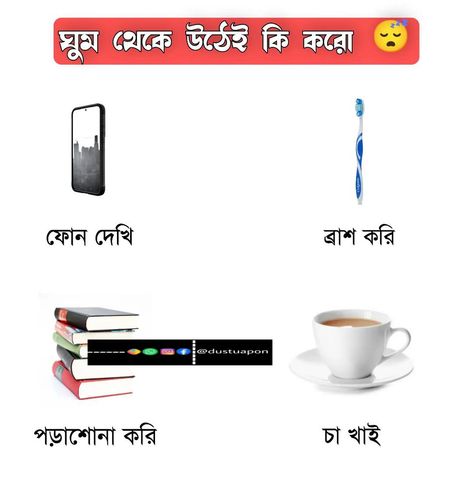 ঘুম থেকে উঠেই কি করো 😴
ফোন দেখি
ব্রাশ করি
@dustuapon
পড়াশোনা করি
চা খাই